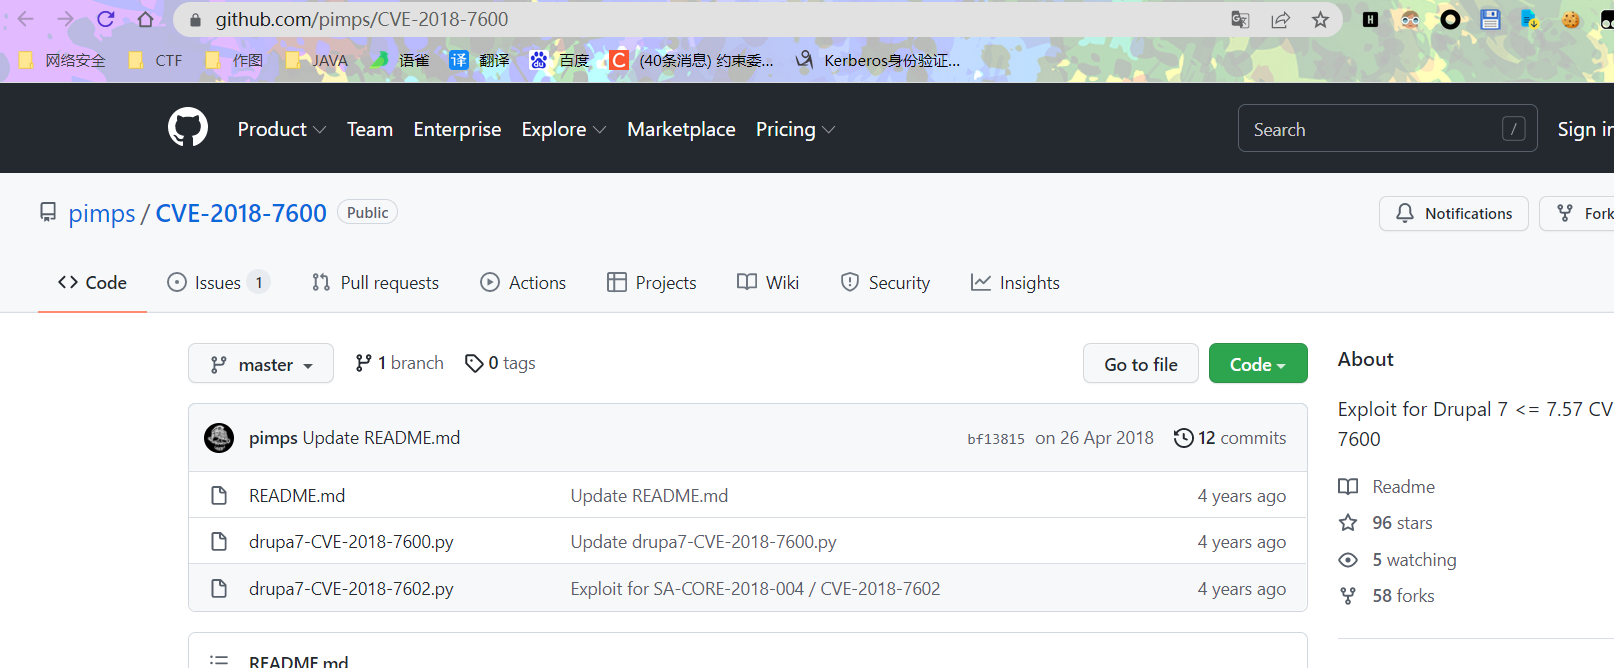 github.com/pimps/CVE-2018-7600
网络安全 CTF 作图 JAVA 语雀 译 翻译 百度 C (40条消息) 约束委... Kerberos身份验证...
Product Team Enterprise Explore Marketplace Pricing Search / Sign in
pimps / CVE-2018-7600 Public Notifications Fork
Code Issues 1 Pull requests Actions Projects Wiki Security Insights
master 1 branch 0 tags Go to file Code About
Exploit for Drupal 7 <= 7.57 CV
7600
pimps Update README.md bf13815 on 26 Apr 2018 12 commits
README.md Update README.md 4 years ago Readme
drupa7-CVE-2018-7600.py Update drupa7-CVE-2018-7600.py 4 years ago 96 stars
5 watching
drupa7-CVE-2018-7602.py Exploit for SA-CORE-2018-004 / CVE-2018-7602 4 years ago 58 forks
README.md